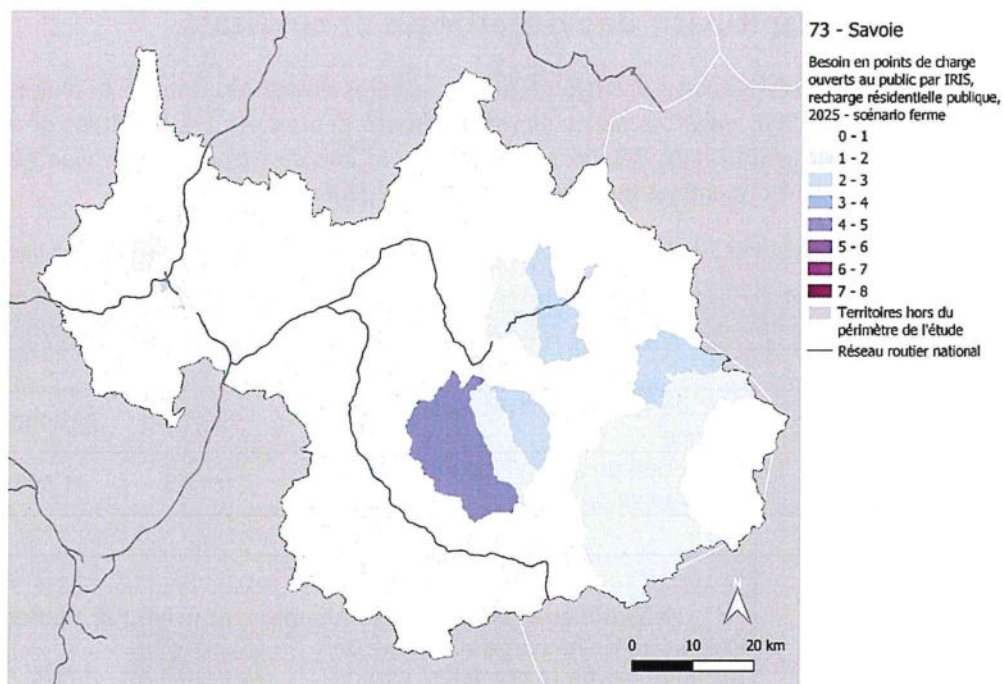 73 - Savoie
Besoin en points de charge
ouverts au public par IRIS,
recharge résidentielle publique,
2025 - scénario ferme
0 - 1
1 - 2
2 - 3
3 - 4
4 - 5
5 - 6
6 - 7
7 - 8
Territoires hors du
périmètre de l'étude
Réseau routier national
N
0 10 20 km